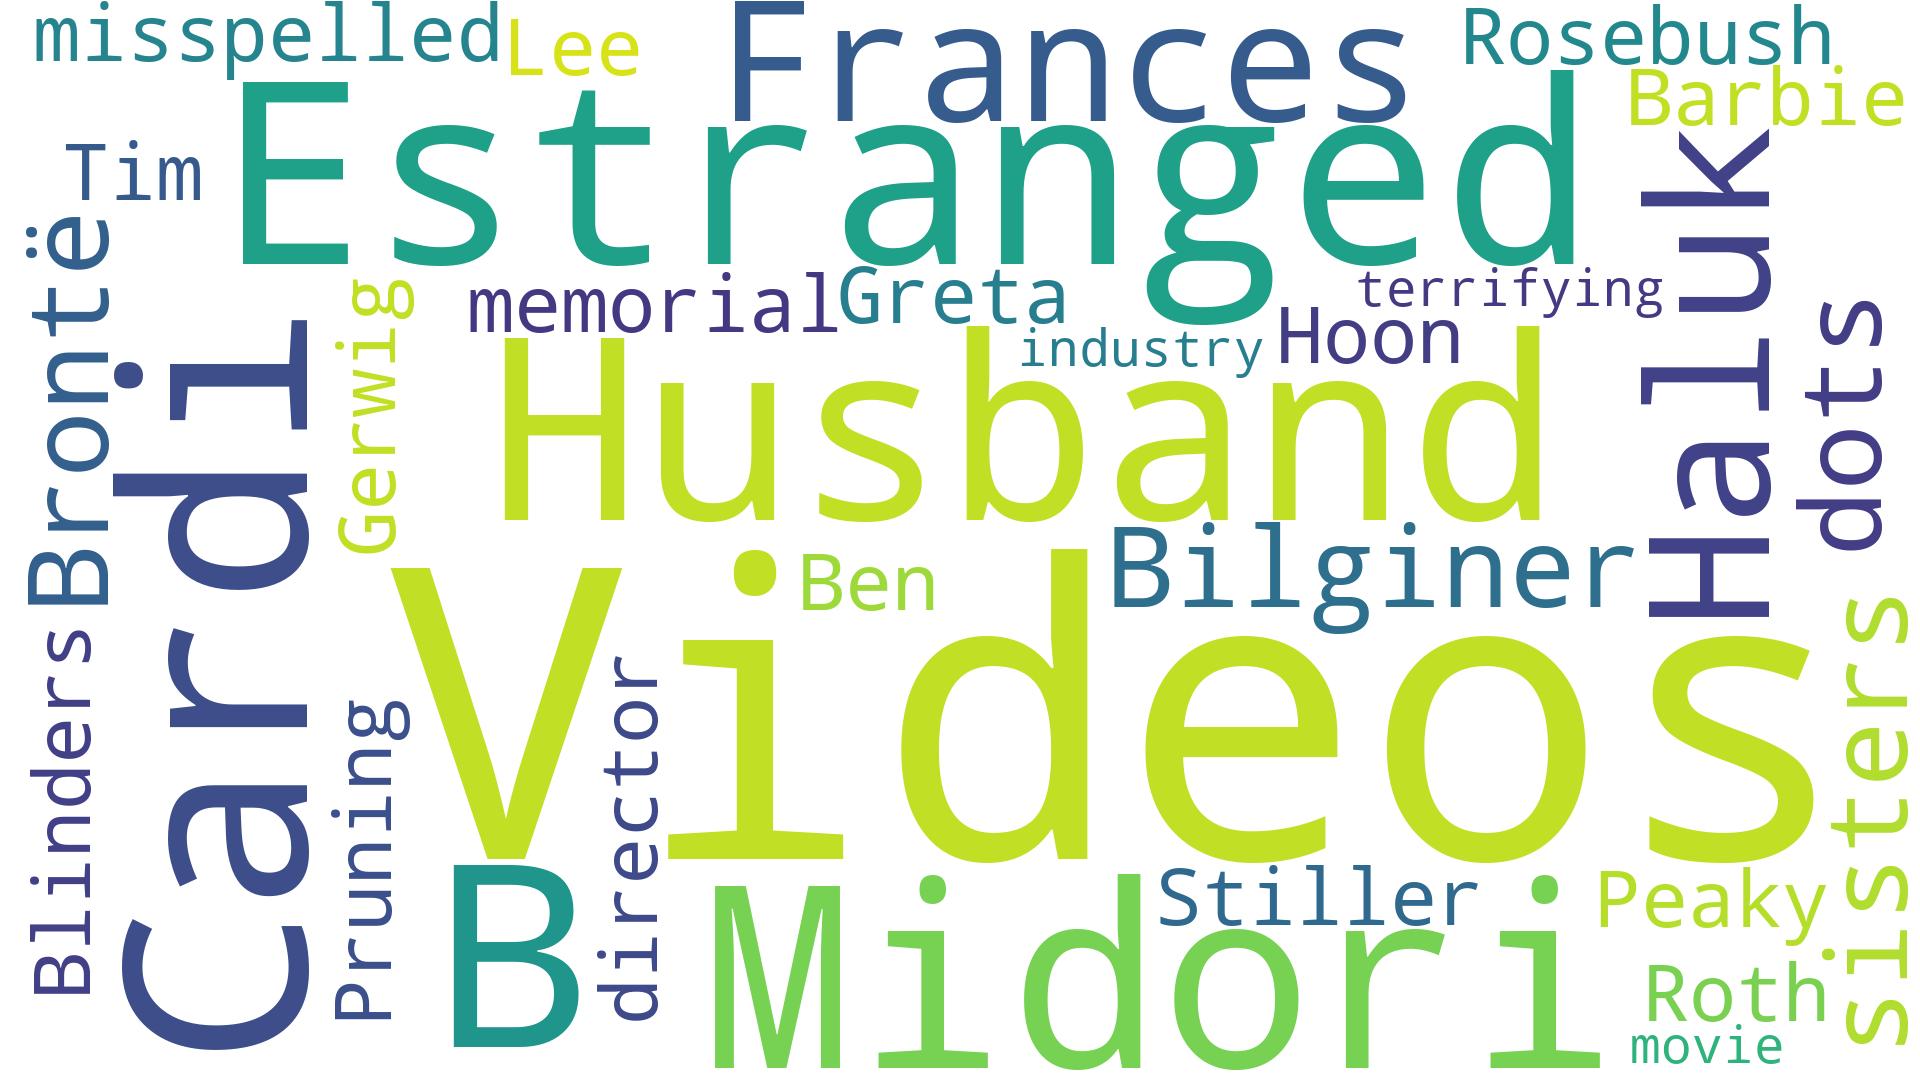 misspelled
Lee
Frances
Rosebush
Barbie
Tim
Estranged
Haluk
Brontë
memorial
Greta
terrifying
Gerwig
industry
Hoon
dots
Cardi
Husband
Ben
Bilginer
Videos
sisters
Blinders
Pruning
director
B
Midori
Stiller
Peaky
Roth
movie